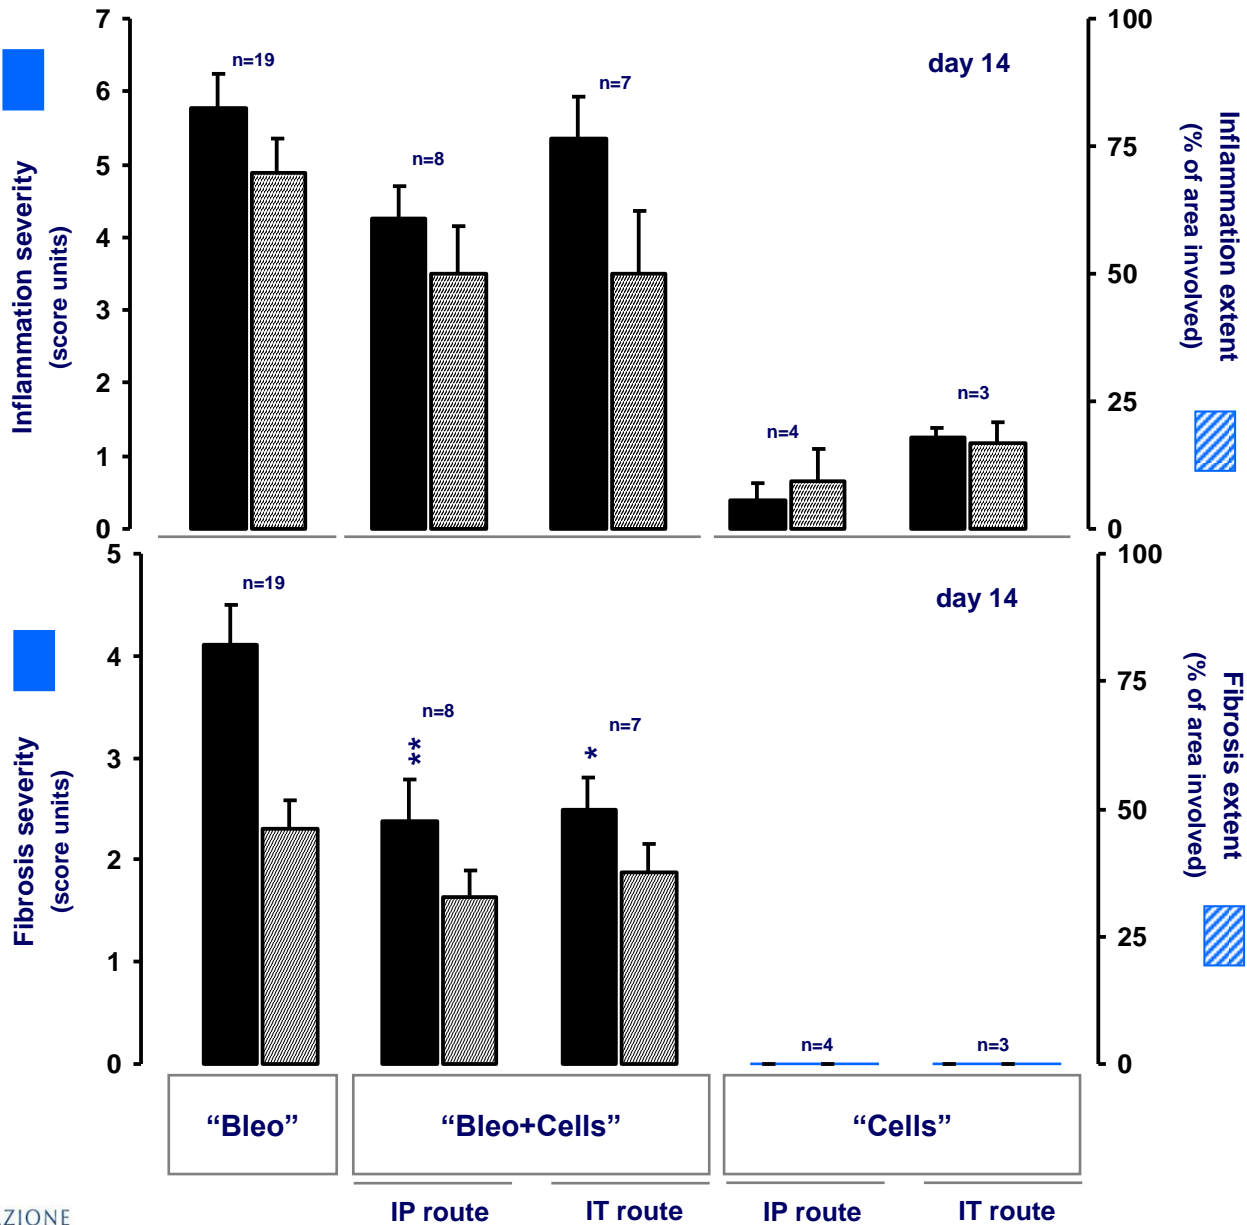 7
6
5
4
3
2
1
0
Inflammation severity
(score units)
n=19
n=8
n=7
n=4
n=3
day 14
100
75
50
25
0
Inflammation extent
(% of area involved)
5
4
3
2
1
0
Fibrosis severity
(score units)
n=19
n=8
**
n=7
*
n=4
n=3
day 14
100
75
50
25
0
Fibrosis extent
(% of area involved)
“Bleo”
“Bleo+Cells”
“Cells”
IP route
IT route
IP route
IT route
AZIONE